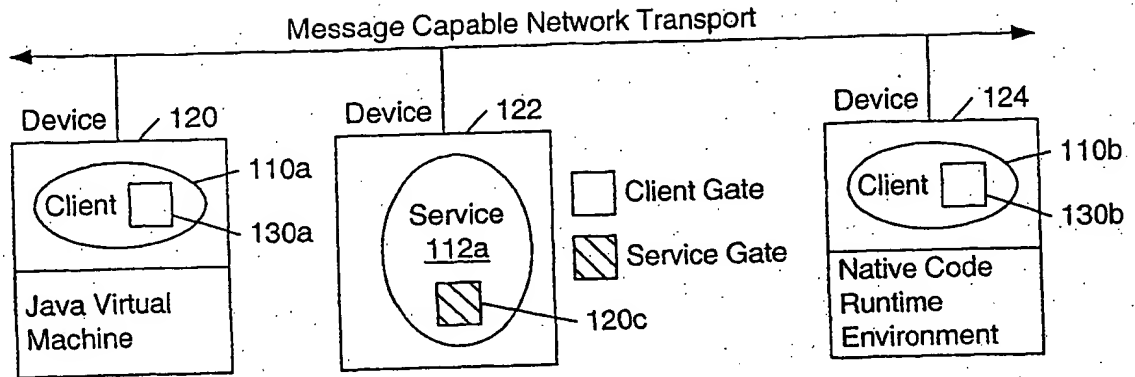 Message Capable Network Transport
Device
120
Client
110a
130a
Java Virtual
Machine
Device
122
Service
112a
120c
Client Gate
Service Gate
Device
124
Client
110b
130b
Native Code
Runtime
Environment